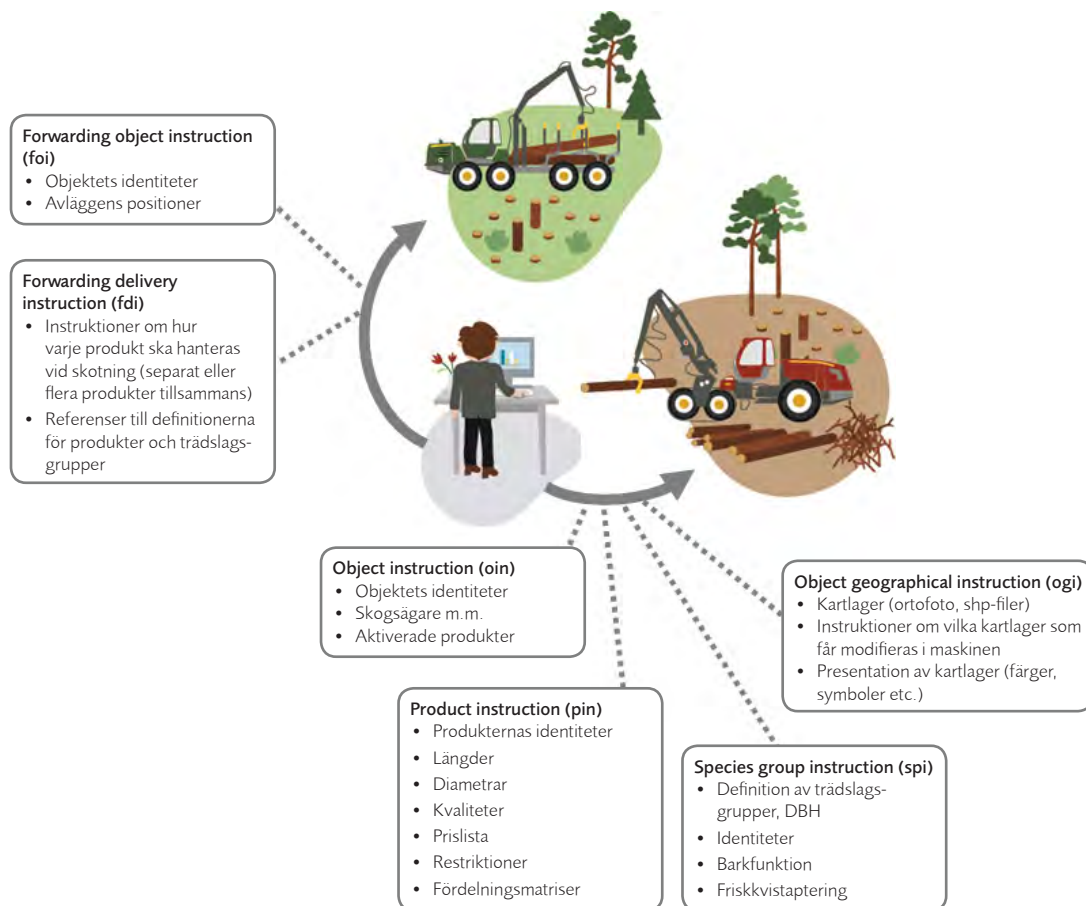 Forwarding object instruction
(foi)
• Objektets identiteter
• Avläggens positioner
Forwarding delivery
instruction (fdi)
• Instruktioner om hur
varje produkt ska hanteras
vid skotning (separat eller
flera produkter tillsammans)
• Referenser till definitionerna
för produkter och trädslags-
grupper
Object instruction (oin)
• Objektets identiteter
• Skogsägare m.m.
• Aktiverade produkter
Object geographical instruction (ogi)
• Kartlager (ortofoto, shp-filer)
• Instruktioner om vilka kartlager som
får modifieras i maskinen
• Presentation av kartlager (färger,
symboler etc.)
Product instruction (pin)
• Produkternas identiteter
• Längder
• Diametrar
• Kvaliteter
• Prislista
• Restriktioner
• Fördelningsmatriser
Species group instruction (spi)
• Definition av trädslags-
grupper, DBH
• Identiteter
• Barkfunktion
• Friskkvistaptering